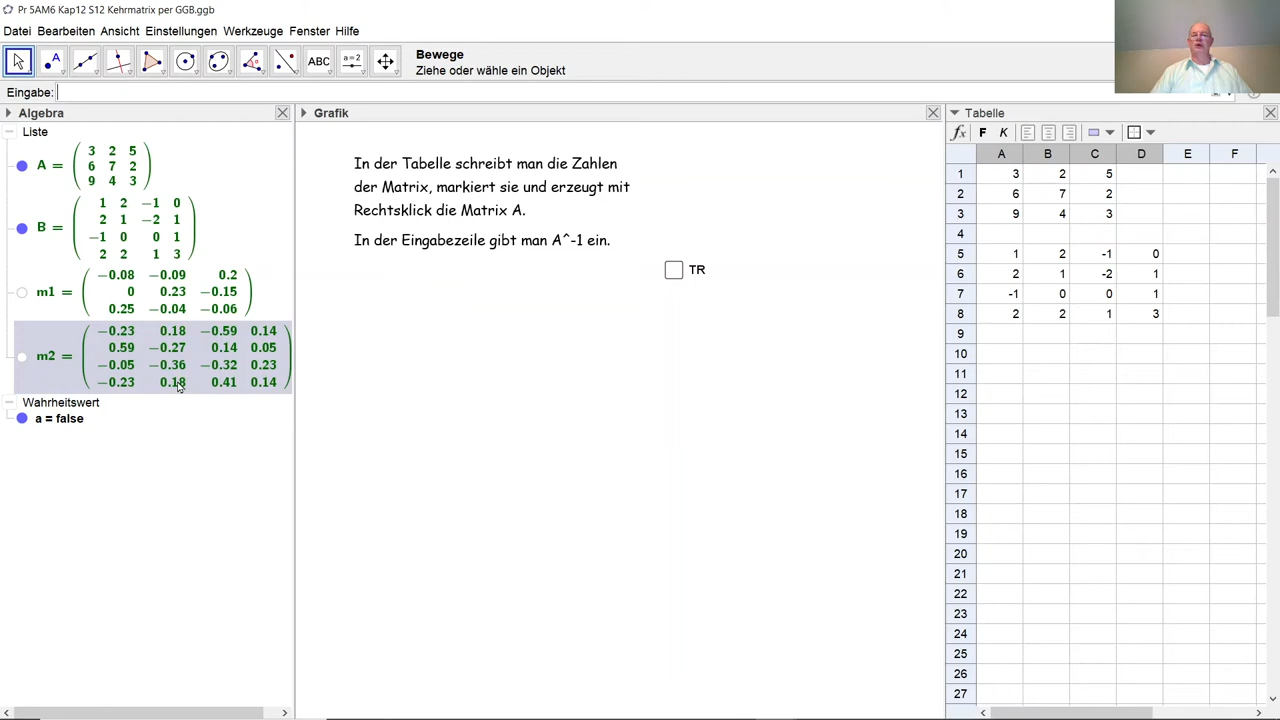 Pr 5AM6 Kap12 S12 Kehrmatrix per GGB.ggb
Datei Bearbeiten Ansicht Einstellungen Werkzeuge Fenster Hilfe
A ABC a=2
Bewege
Ziehe oder wähle ein Objekt
Eingabe:
Algebra
Grafik
Tabelle
Liste
A =
3 2 5
6 7 2
9 4 3
B =
1 2 −1 0
2 1 −2 1
−1 0 0 1
2 2 1 3
m1 =
−0.08 −0.09 0.2
0 0.23 −0.15
0.25 −0.04 −0.06
m2 =
−0.23 0.18 −0.59 0.14
0.59 −0.27 0.14 0.05
−0.05 −0.36 −0.32 0.23
−0.23 0.18 0.41 0.14
Wahrheitswert
a = false
In der Tabelle schreibt man die Zahlen
der Matrix, markiert sie und erzeugt mit
Rechtsklick die Matrix A.
In der Eingabezeile gibt man A^-1 ein.
TR
fx F K
A B C D E F
1 3 2 5
2 6 7 2
3 9 4 3
4
5 1 2 -1 0
6 2 1 -2 1
7 -1 0 0 1
8 2 2 1 3
9
10
11
12
13
14
15
16
17
18
19
20
21
22
23
24
25
26
27